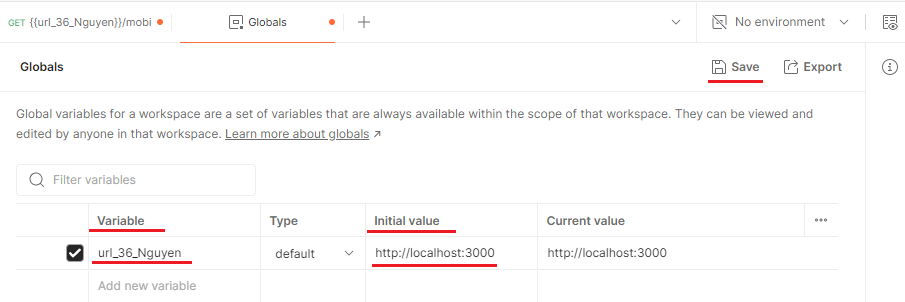 GET {{url_36_Nguyen}}/mobi
Globals
No environment
Globals
Save
Export
Global variables for a workspace are a set of variables that are always available within the scope of that workspace. They can be viewed and
edited by anyone in that workspace. Learn more about globals ↗
Filter variables
Variable Type Initial value Current value
url_36_Nguyen default http://localhost:3000 http://localhost:3000
Add new variable